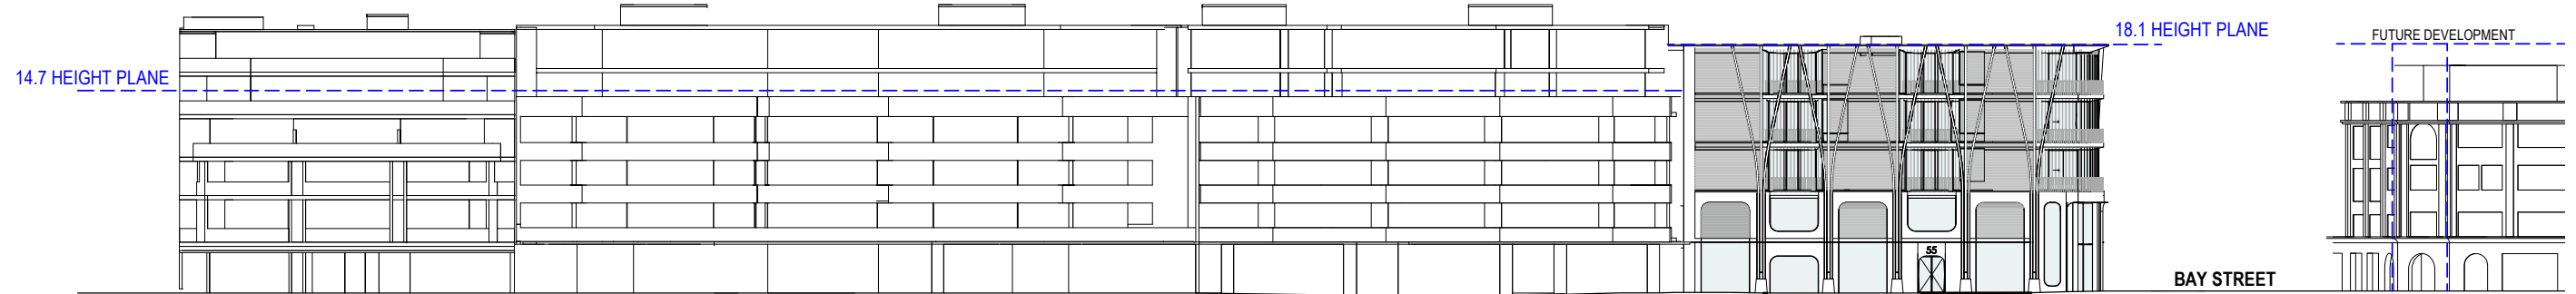 14.7 HEIGHT PLANE
18.1 HEIGHT PLANE
FUTURE DEVELOPMENT
55
BAY STREET